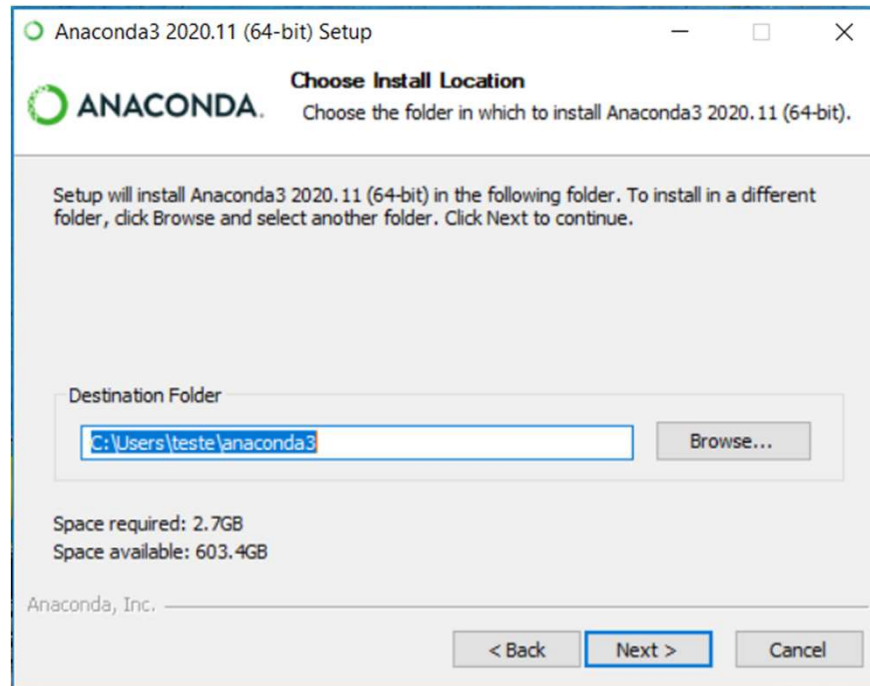 Anaconda3 2020.11 (64-bit) Setup
ANACONDA.
Choose Install Location
Choose the folder in which to install Anaconda3 2020.11 (64-bit).
Setup will install Anaconda3 2020.11 (64-bit) in the following folder. To install in a different
folder, click Browse and select another folder. Click Next to continue.
Destination Folder
C:\Users\teste\anaconda3
Browse...
Space required: 2.7GB
Space available: 603.4GB
Anaconda, Inc.
< Back
Next >
Cancel